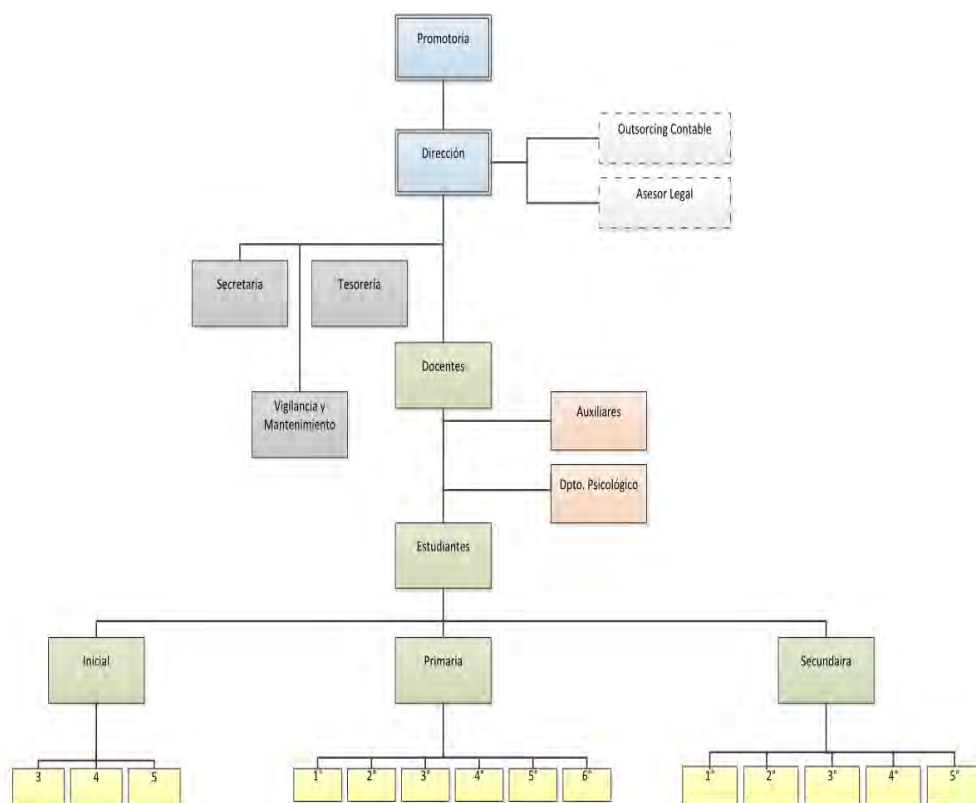 Promotoria
Dirección
Outsorcing Contable
Asesor Legal
Secretaria
Tesorería
Docentes
Vigilancia y
Mantenimiento
Auxiliares
Dpto. Psicológico
Estudiantes
Inicial
Primaria
Secundaira
3
4
5
1°
2°
3°
4°
5°
6°
1°
2°
3°
4°
5°